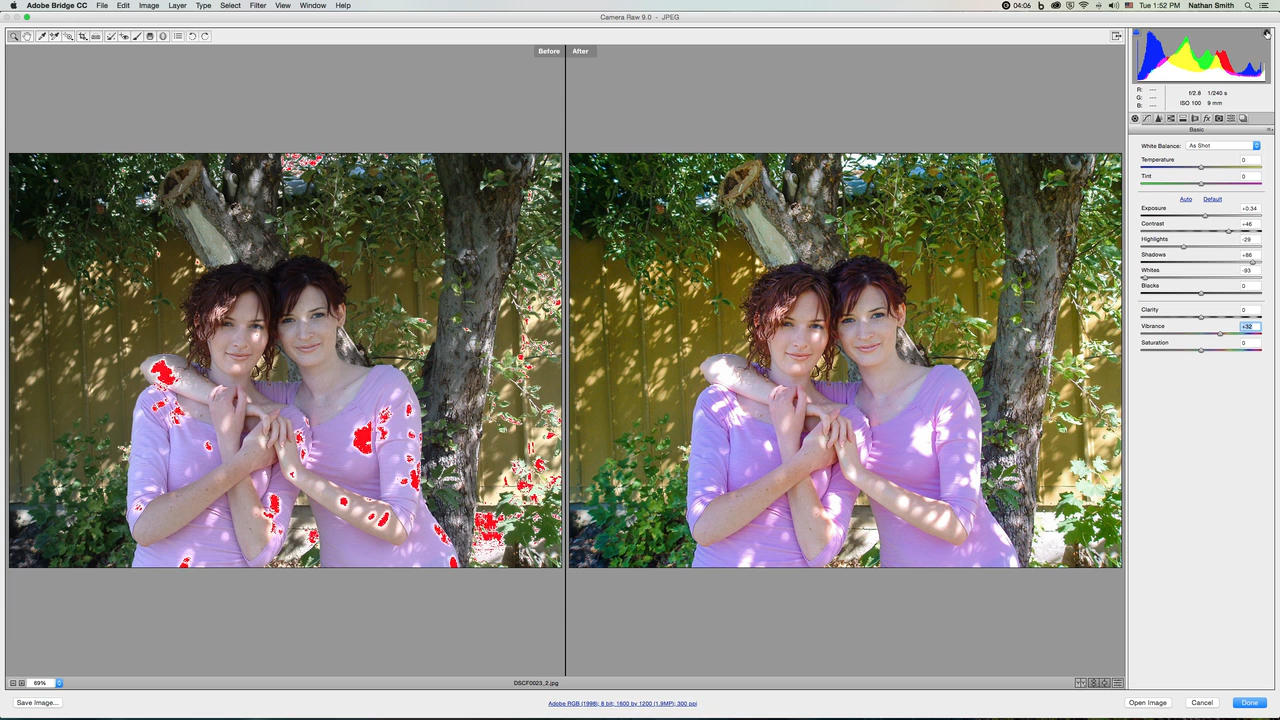 Adobe Bridge CC File Edit Image Layer Type Select Filter View Window Help 04:06 Tue 1:52 PM Nathan Smith
Camera Raw 9.0 - JPEG
Before After
R: ---
G: ---
B: ---
f/2.8 1/240 s
ISO 100 9 mm
Basic
White Balance: As Shot
Temperature 0
Tint 0
Auto Default
Exposure +0.34
Contrast +46
Highlights -29
Shadows +86
Whites -93
Blacks 0
Clarity 0
Vibrance +32
Saturation 0
69% DSCF0023_2.jpg
Save Image... Adobe RGB (1998); 8 bit; 1600 by 1200 (1.9MP); 300 ppi Open Image Cancel Done